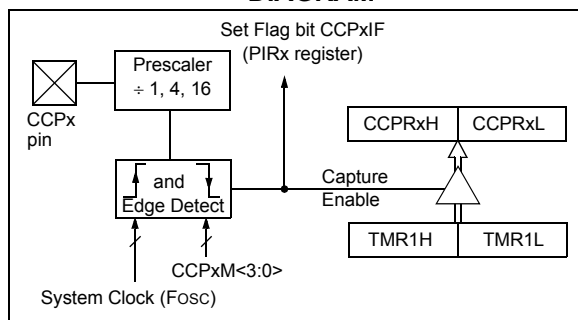 Set Flag bit CCPxIF
(PIRx register)
Prescaler
÷ 1, 4, 16
CCPx
pin
CCPRxH
CCPRxL
and
Edge Detect
Capture
Enable
TMR1H
TMR1L
CCPxM<3:0>
System Clock (FOSC)